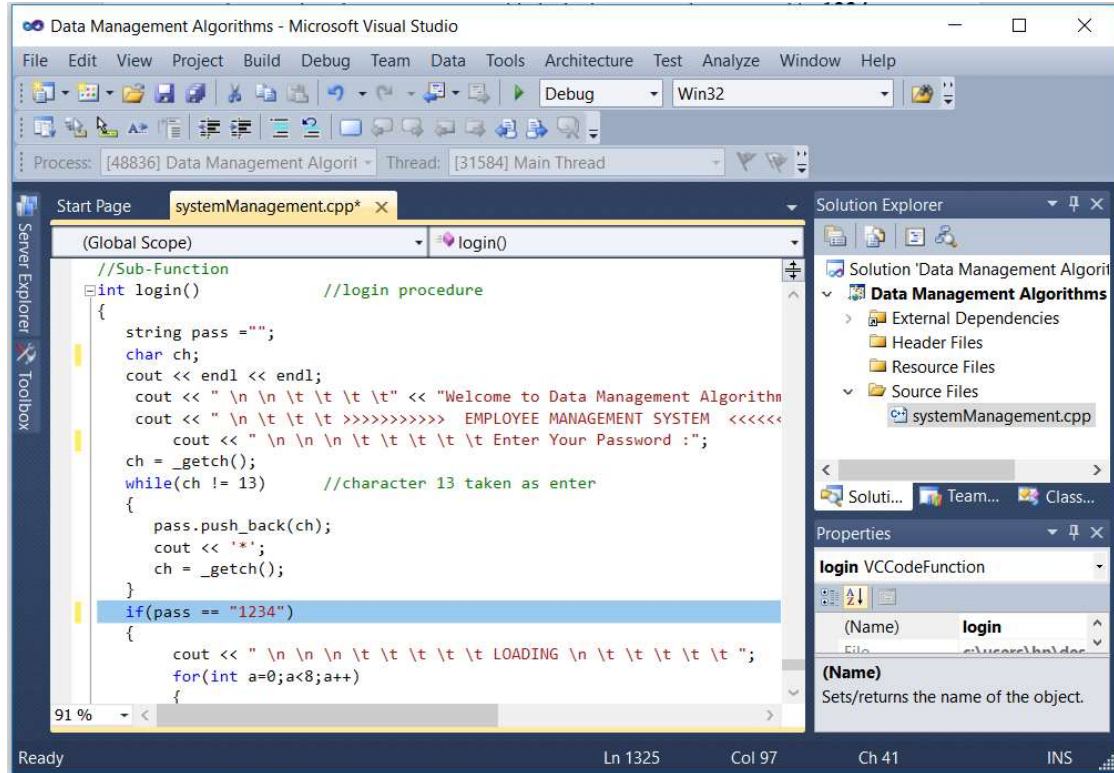 Data Management Algorithms - Microsoft Visual Studio
File Edit View Project Build Debug Team Data Tools Architecture Test Analyze Window Help
Debug Win32
Process: [48836] Data Management Algorit Thread: [31584] Main Thread
Server Explorer
Toolbox
Start Page systemManagement.cpp*
(Global Scope) login()
//Sub-Function
int login() //login procedure
{
string pass ="";
char ch;
cout << endl << endl;
cout << " \n \n \t \t \t \t" << "Welcome to Data Management Algorithm
cout << " \n \t \t \t >>>>>>>>>>> EMPLOYEE MANAGEMENT SYSTEM <<<<<<
cout << " \n \n \n \t \t \t \t \t Enter Your Password :";
ch = _getch();
while(ch != 13) //character 13 taken as enter
{
pass.push_back(ch);
cout << '*';
ch = _getch();
}
if(pass == "1234")
{
cout << " \n \n \n \t \t \t \t \t LOADING \n \t \t \t \t \t ";
for(int a=0;a<8;a++)
{
91 %
Solution Explorer
Solution 'Data Management Algorit
Data Management Algorithms
External Dependencies
Header Files
Resource Files
Source Files
systemManagement.cpp
Soluti... Team... Class...
Properties
login VCCodeFunction
(Name) login
File
(Name)
Sets/returns the name of the object.
Ready Ln 1325 Col 97 Ch 41 INS